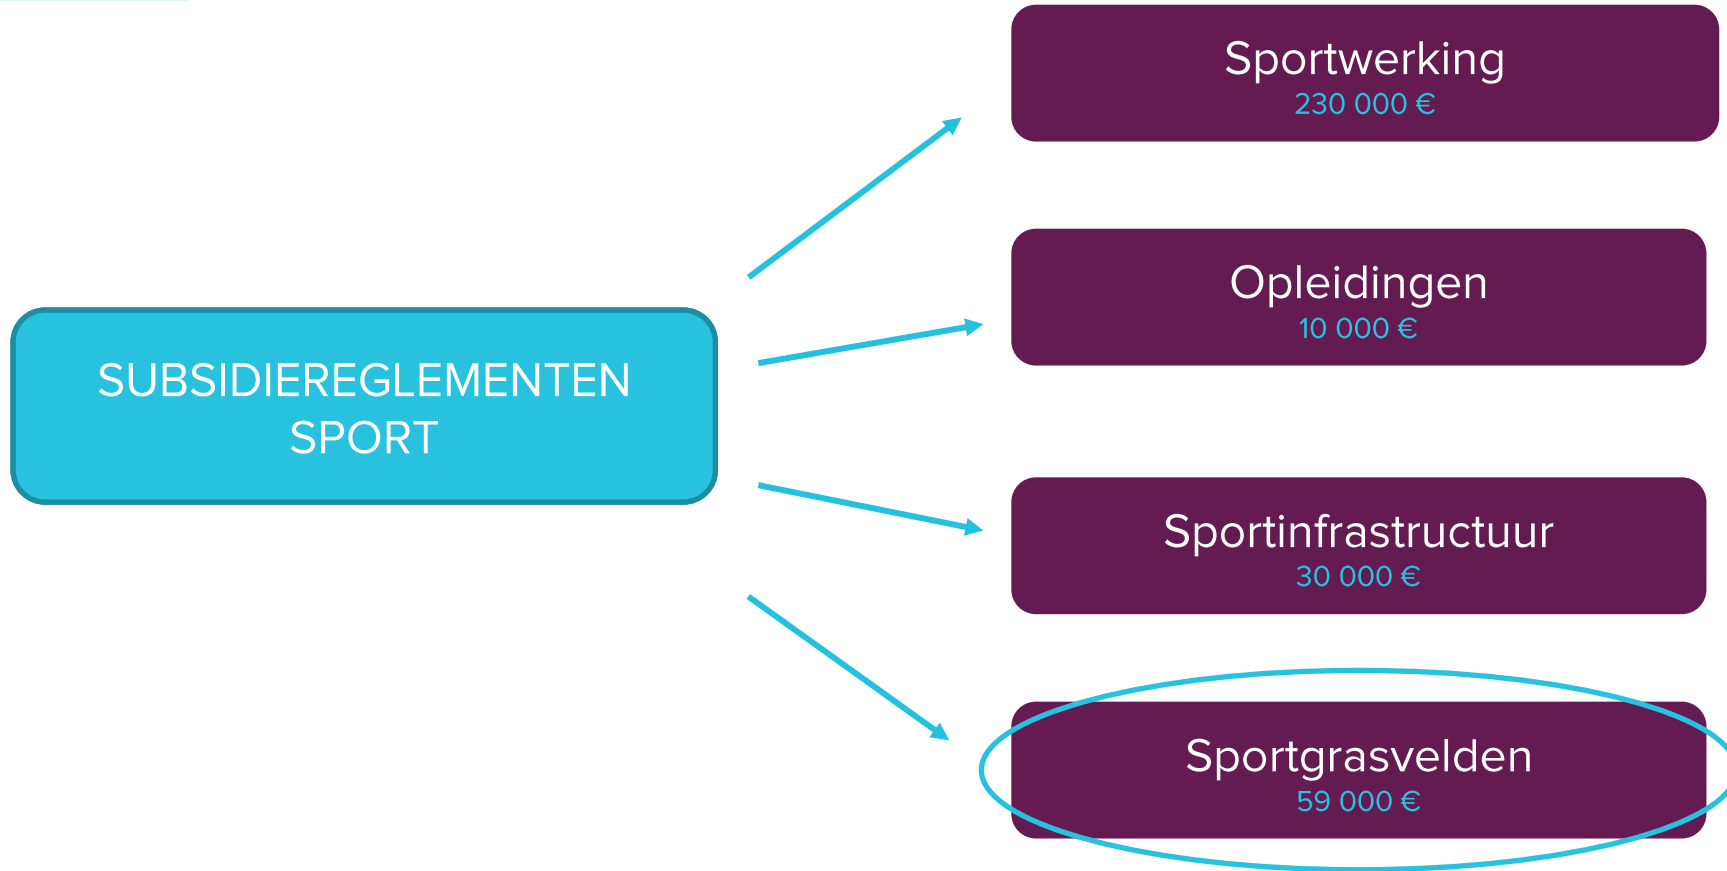 Sportwerking
230 000 €
Opleidingen
10 000 €
SUBSIDIEREGLEMENTEN
SPORT
Sportinfrastructuur
30 000 €
Sportgrasvelden
59 000 €